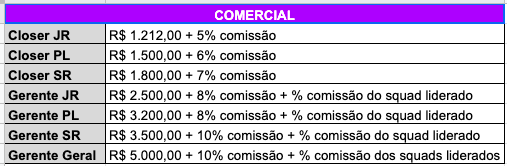 COMERCIAL
Closer JR R$ 1.212,00 + 5% comissão
Closer PL R$ 1.500,00 + 6% comissão
Closer SR R$ 1.800,00 + 7% comissão
Gerente JR R$ 2.500,00 + 8% comissão + % comissão do squad liderado
Gerente PL R$ 3.200,00 + 8% comissão + % comissão do squad liderado
Gerente SR R$ 3.500,00 + 10% comissão + % comissão do squad liderado
Gerente Geral R$ 5.000,00 + 10% comissão + % comissão dos squads liderados